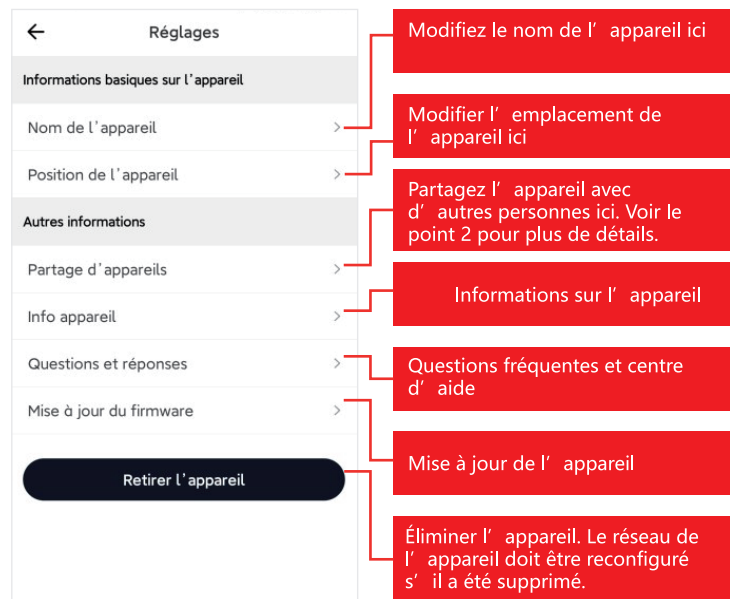 Réglages
Informations basiques sur l'appareil
Nom de l'appareil
Position de l'appareil
Autres informations
Partage d'appareils
Info appareil
Questions et réponses
Mise à jour du firmware
Retirer l'appareil
Modifiez le nom de l' appareil ici
Modifier l' emplacement de
l' appareil ici
Partagez l' appareil avec
d' autres personnes ici. Voir le
point 2 pour plus de détails.
Informations sur l' appareil
Questions fréquentes et centre
d' aide
Mise à jour de l' appareil
Éliminer l' appareil. Le réseau de
l' appareil doit être reconfiguré
s' il a été supprimé.